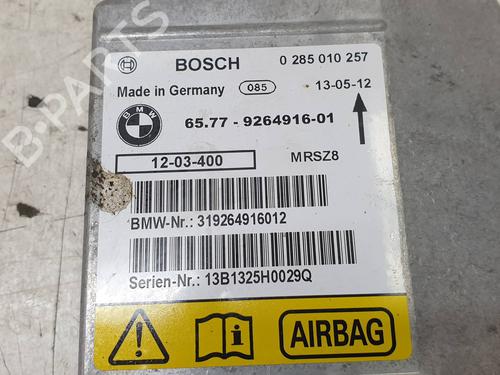 BOSCH 0 285 010 257
Made in Germany 085 13-05-12
BMW
65.77 - 9264916-01
12-03-400 MRSZ8
BMW-Nr.: 319264916012
Serien-Nr.: 13B1325H0029Q
AIRBAG
B-PARTS